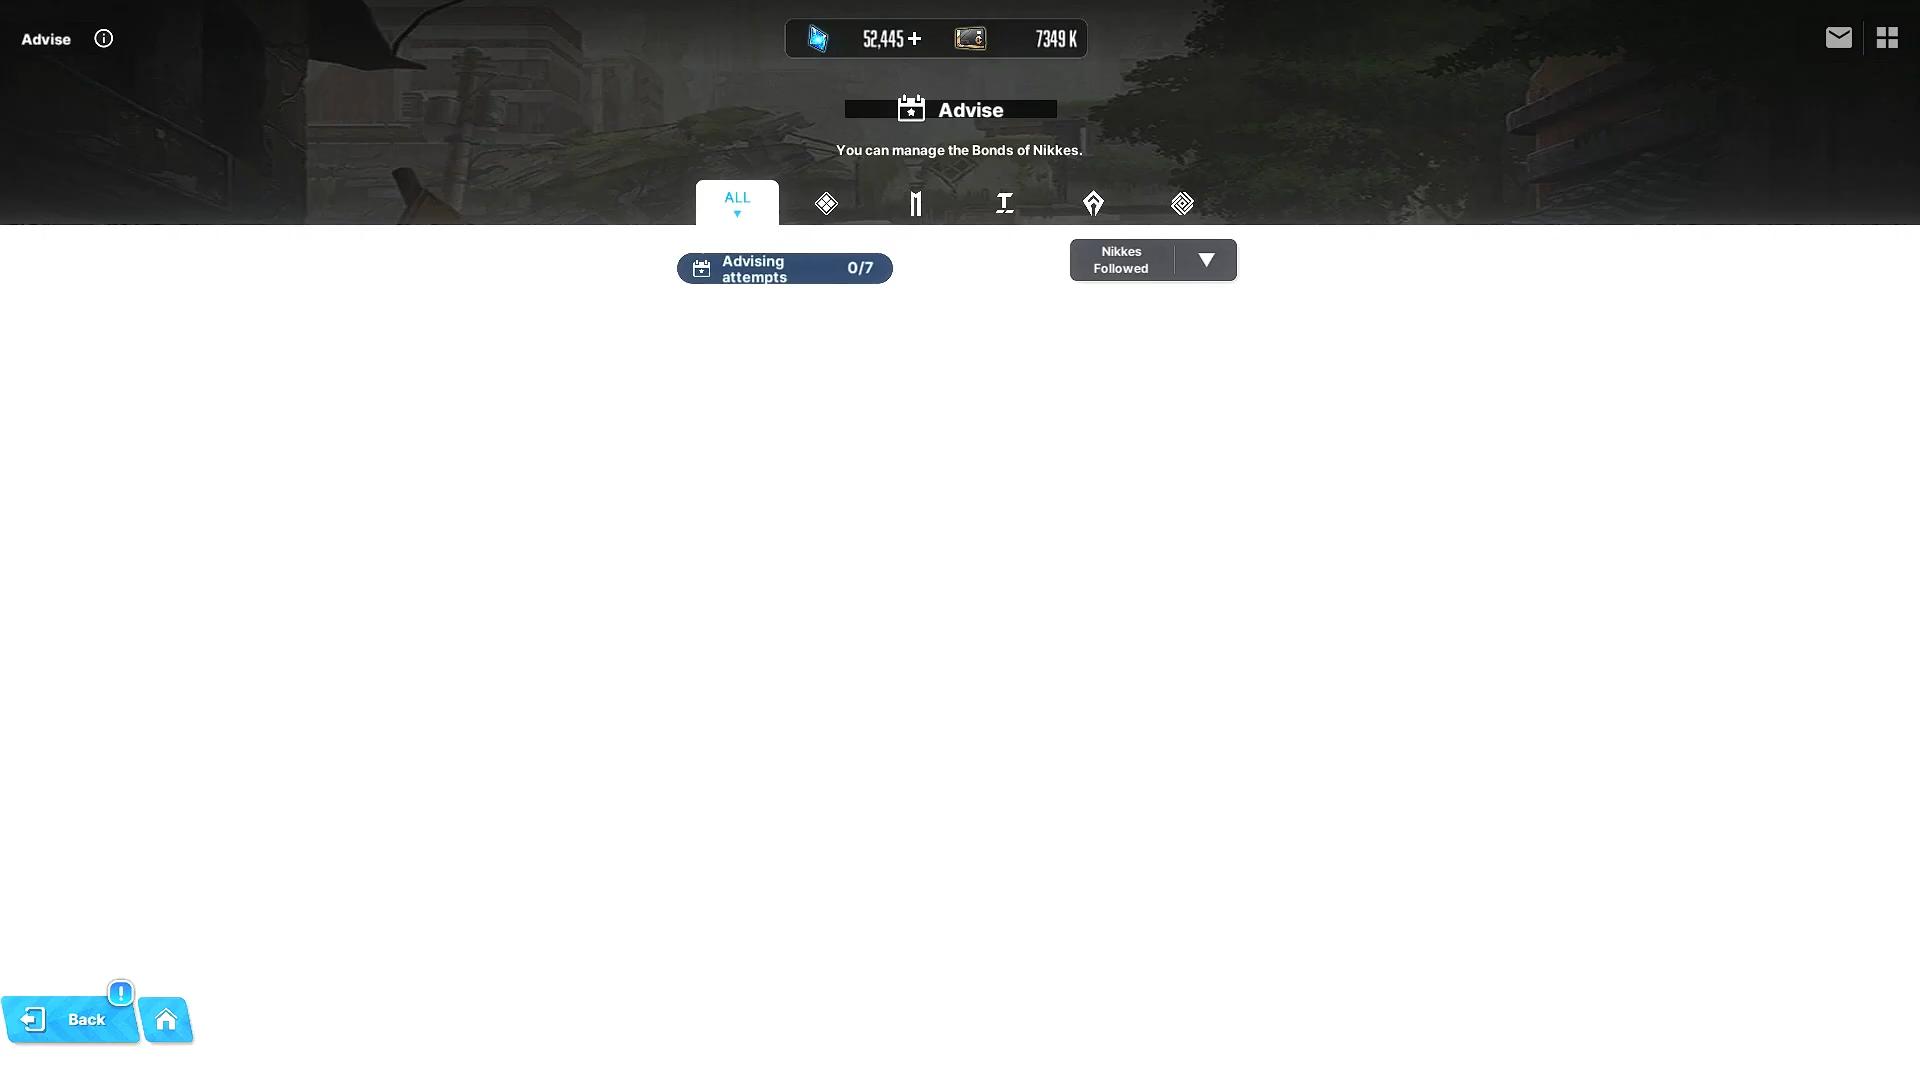 Advise
52,445
7349 K
Advise
You can manage the Bonds of Nikkes.
ALL
Advising
attempts
0/7
Nikkes
Followed
Back